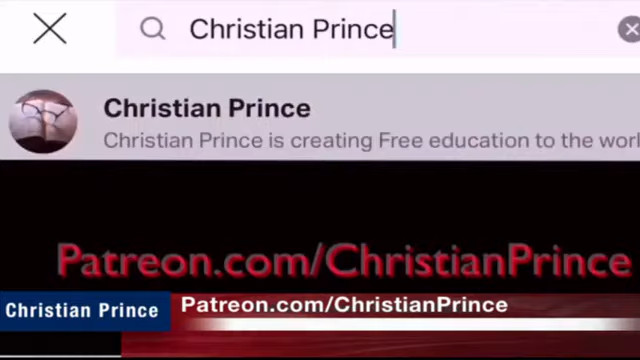 Christian Prince
Christian Prince
Christian Prince is creating Free education to the worl
Patreon.com/ChristianPrince
Christian Prince
Patreon.com/ChristianPrince